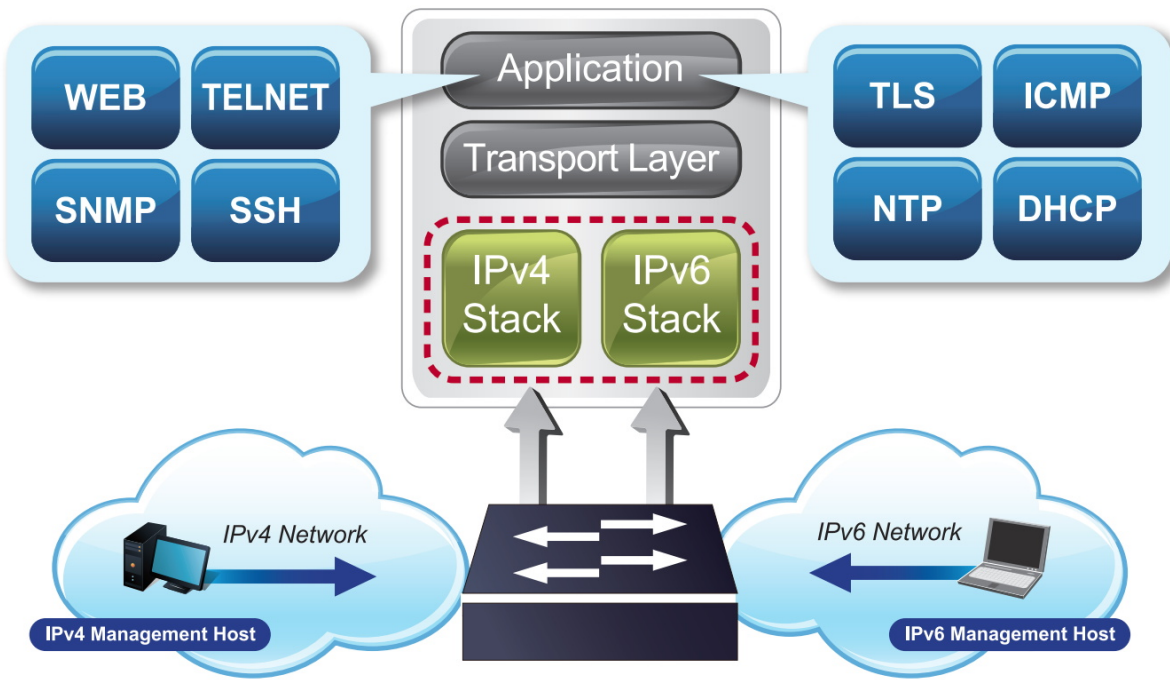 Application
WEB
TELNET
SNMP
SSH
TLS
ICMP
NTP
DHCP
Transport Layer
IPv4
Stack
IPv6
Stack
IPv4 Network
IPv6 Network
IPv4 Management Host
IPv6 Management Host